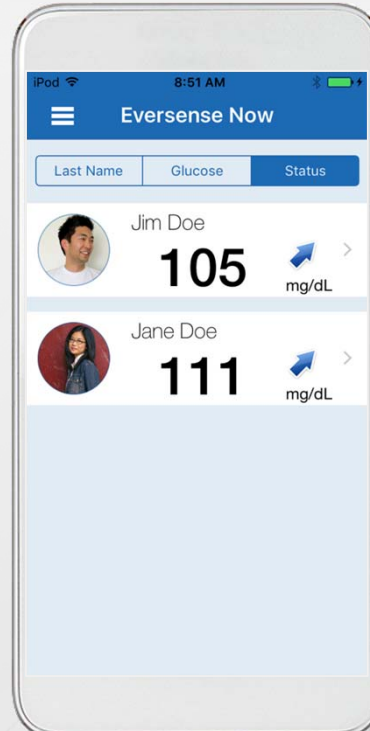 iPod 8:51 AM
Eversense Now
Last Name Glucose Status
Jim Doe
105
mg/dL
Jane Doe
111
mg/dL